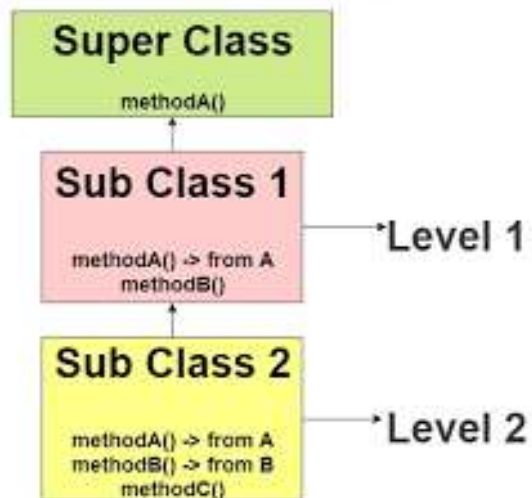 Super Class
methodA()
Sub Class 1
methodA() -> from A
methodB()
Level 1
Sub Class 2
methodA() -> from A
methodB() -> from B
methodC()
Level 2